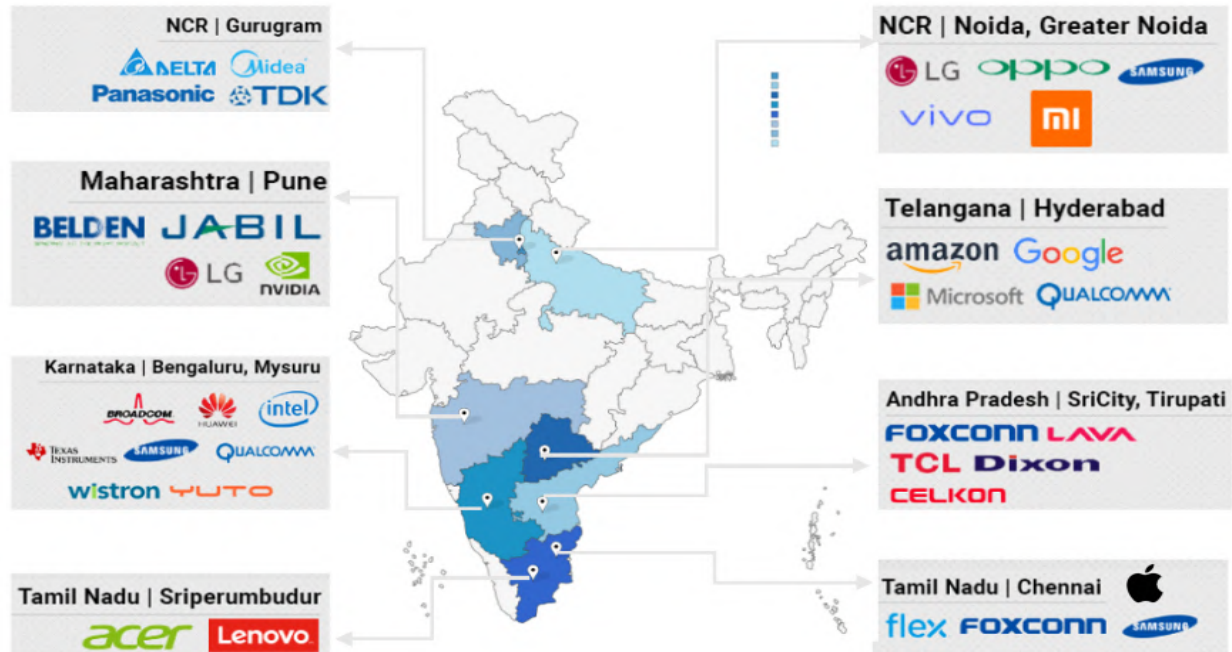 NCR | Gurugram
DELTA Midea
Panasonic TDK
Maharashtra | Pune
BELDEN JABIL
LG nVIDIA
Karnataka | Bengaluru, Mysuru
BROADCOM HUAWEI intel
TEXAS INSTRUMENTS SAMSUNG QUALCOMM
wistron YUTO
Tamil Nadu | Sriperumbudur
acer Lenovo
NCR | Noida, Greater Noida
LG oppo SAMSUNG
vivo mi
Telangana | Hyderabad
amazon Google
Microsoft QUALCOMM
Andhra Pradesh | SriCity, Tirupati
FOXCONN LAVA
TCL Dixon
CELKON
Tamil Nadu | Chennai
flex FOXCONN SAMSUNG